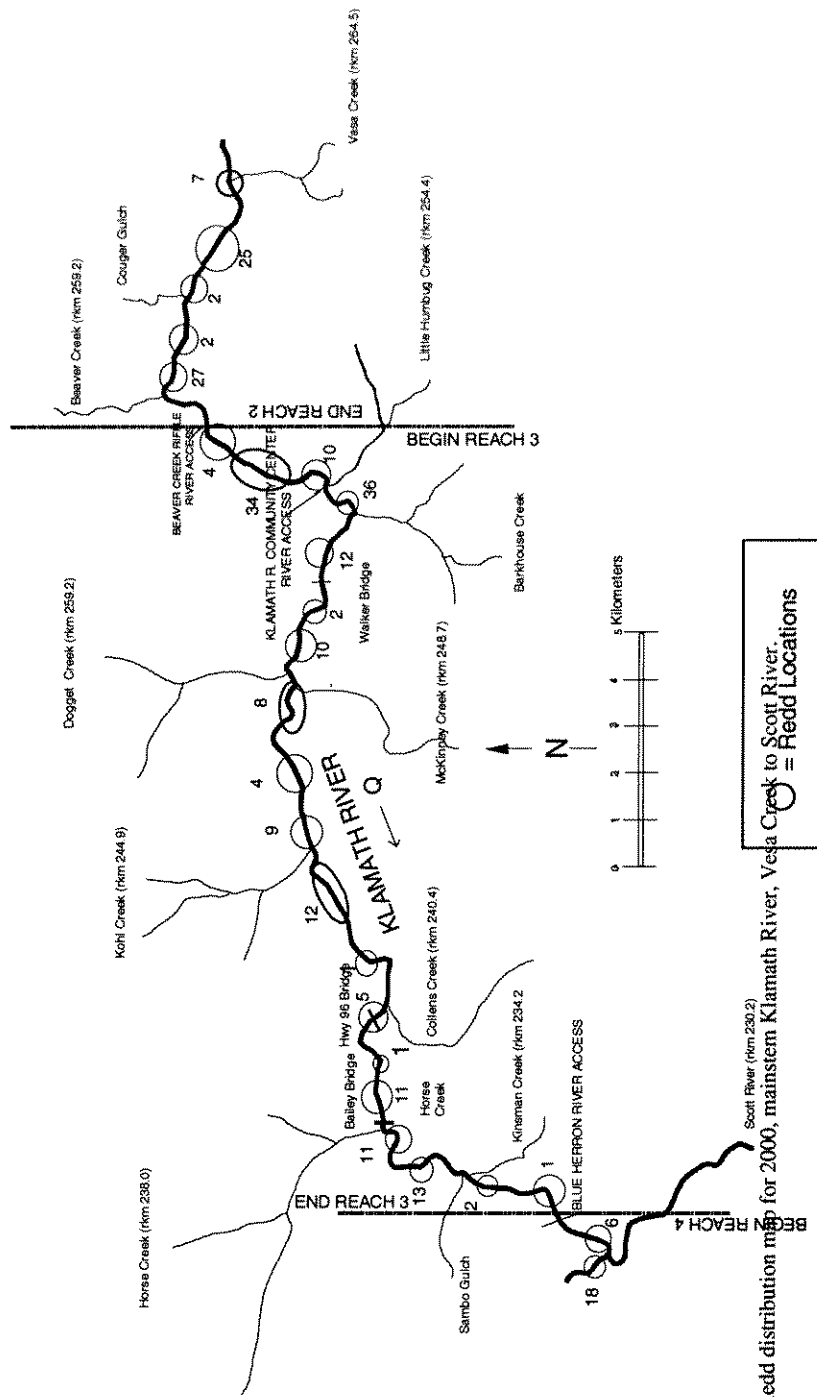 Vasa Creek (rkm 264.5)
7
Cougar Gulch
25
2
2
Beaver Creek (rkm 259.2)
27
Little Humbug Creek (rkm 254.4)
END REACH 2
BEGIN REACH 3
BEAVER CREEK RIFFLE
RIVER ACCESS
4
34
10
KLAMATH R. COMMUNITY CENTER
RIVER ACCESS
36
Barkhouse Creek
12
Walker Bridge
2
10
Dogget Creek (rkm 259.2)
8
McKinney Creek (rkm 248.7)
4
9
Kohl Creek (rkm 244.9)
12
KLAMATH RIVER
Q
N
Kilometers
0 1 2 3 4 5
= Redd Locations
1
Hwy 96 Bridge
5
Collens Creek (rkm 240.4)
1
Bailey Bridge
11
Horse
Creek
11
Horse Creek (rkm 238.0)
13
Kinsman Creek (rkm 234.2
2
Sambo Gulch
END REACH 3
BEGIN REACH 4
1
BLUE HERRON RIVER ACCESS
6
18
Scott River (rkm 230.2)
edd distribution map for 2000, mainstem Klamath River, Vesa Creek to Scott River.